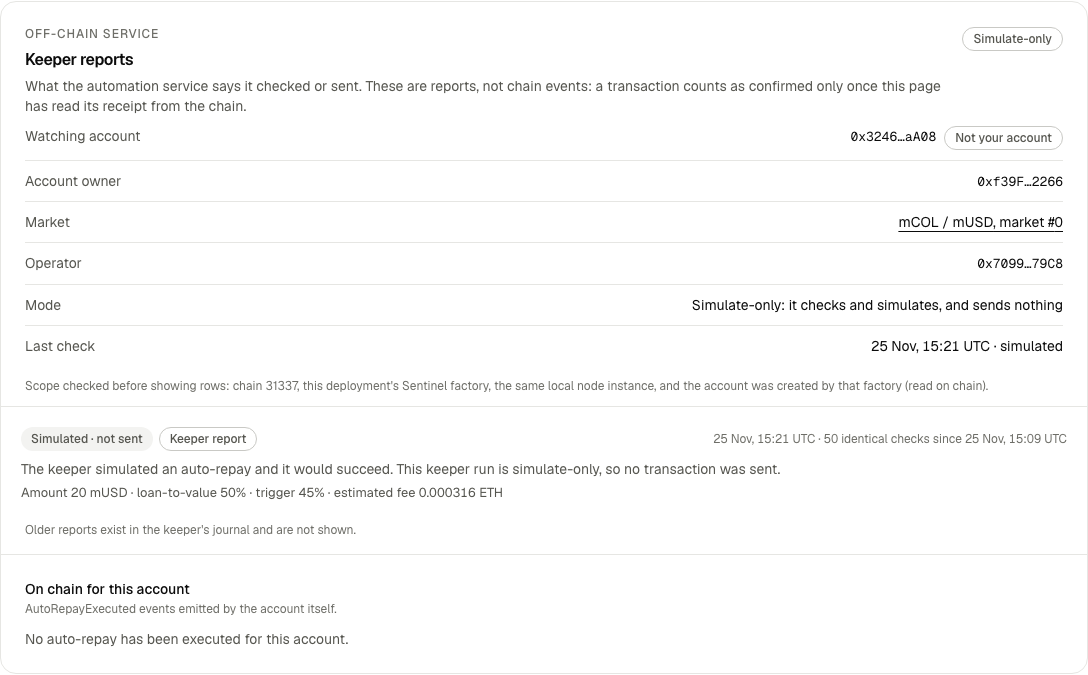 OFF-CHAIN SERVICE
Simulate-only
Keeper reports
What the automation service says it checked or sent. These are reports, not chain events: a transaction counts as confirmed only once this page
has read its receipt from the chain.
Watching account
0x3246…aA08
Not your account
Account owner
0xf39F…2266
Market
mCOL / mUSD, market #0
Operator
0x7099…79C8
Mode
Simulate-only: it checks and simulates, and sends nothing
Last check
25 Nov, 15:21 UTC · simulated
Scope checked before showing rows: chain 31337, this deployment's Sentinel factory, the same local node instance, and the account was created by that factory (read on chain).
Simulated · not sent
Keeper report
25 Nov, 15:21 UTC · 50 identical checks since 25 Nov, 15:09 UTC
The keeper simulated an auto-repay and it would succeed. This keeper run is simulate-only, so no transaction was sent.
Amount 20 mUSD · loan-to-value 50% · trigger 45% · estimated fee 0.000316 ETH
Older reports exist in the keeper's journal and are not shown.
On chain for this account
AutoRepayExecuted events emitted by the account itself.
No auto-repay has been executed for this account.